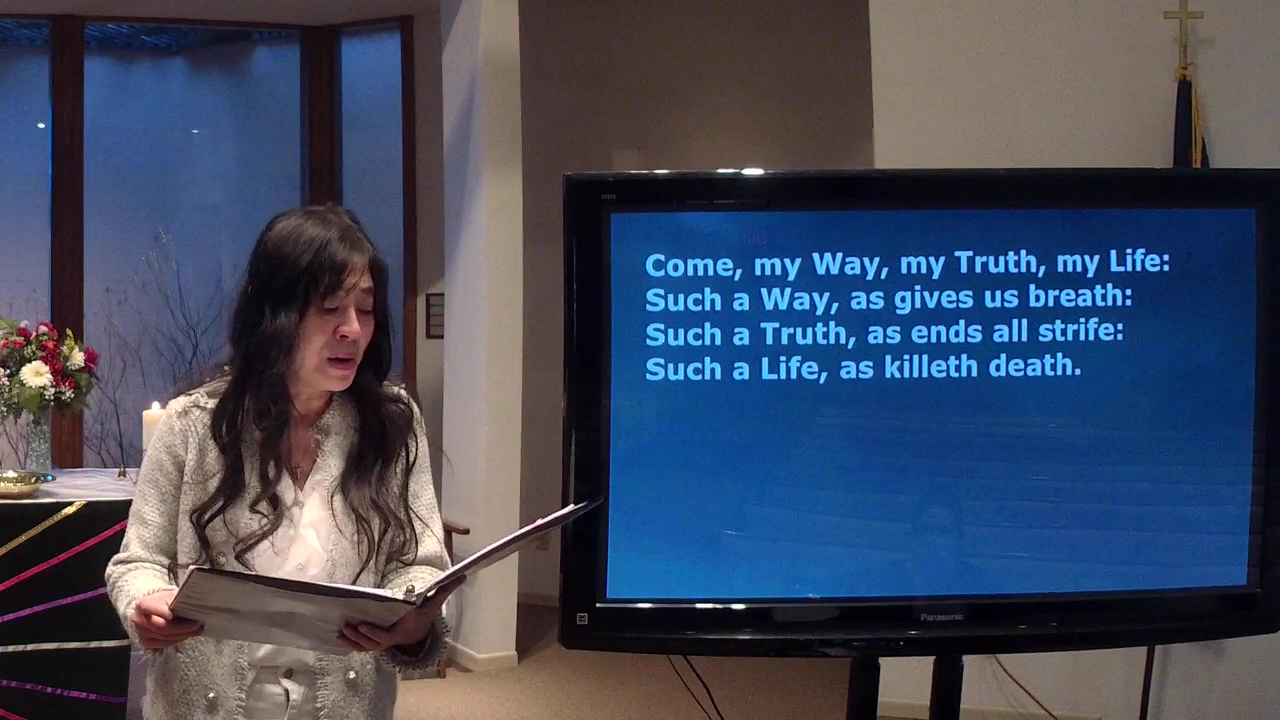 Come, my Way, my Truth, my Life:
Such a Way, as gives us breath:
Such a Truth, as ends all strife:
Such a Life, as killeth death.
Panasonic